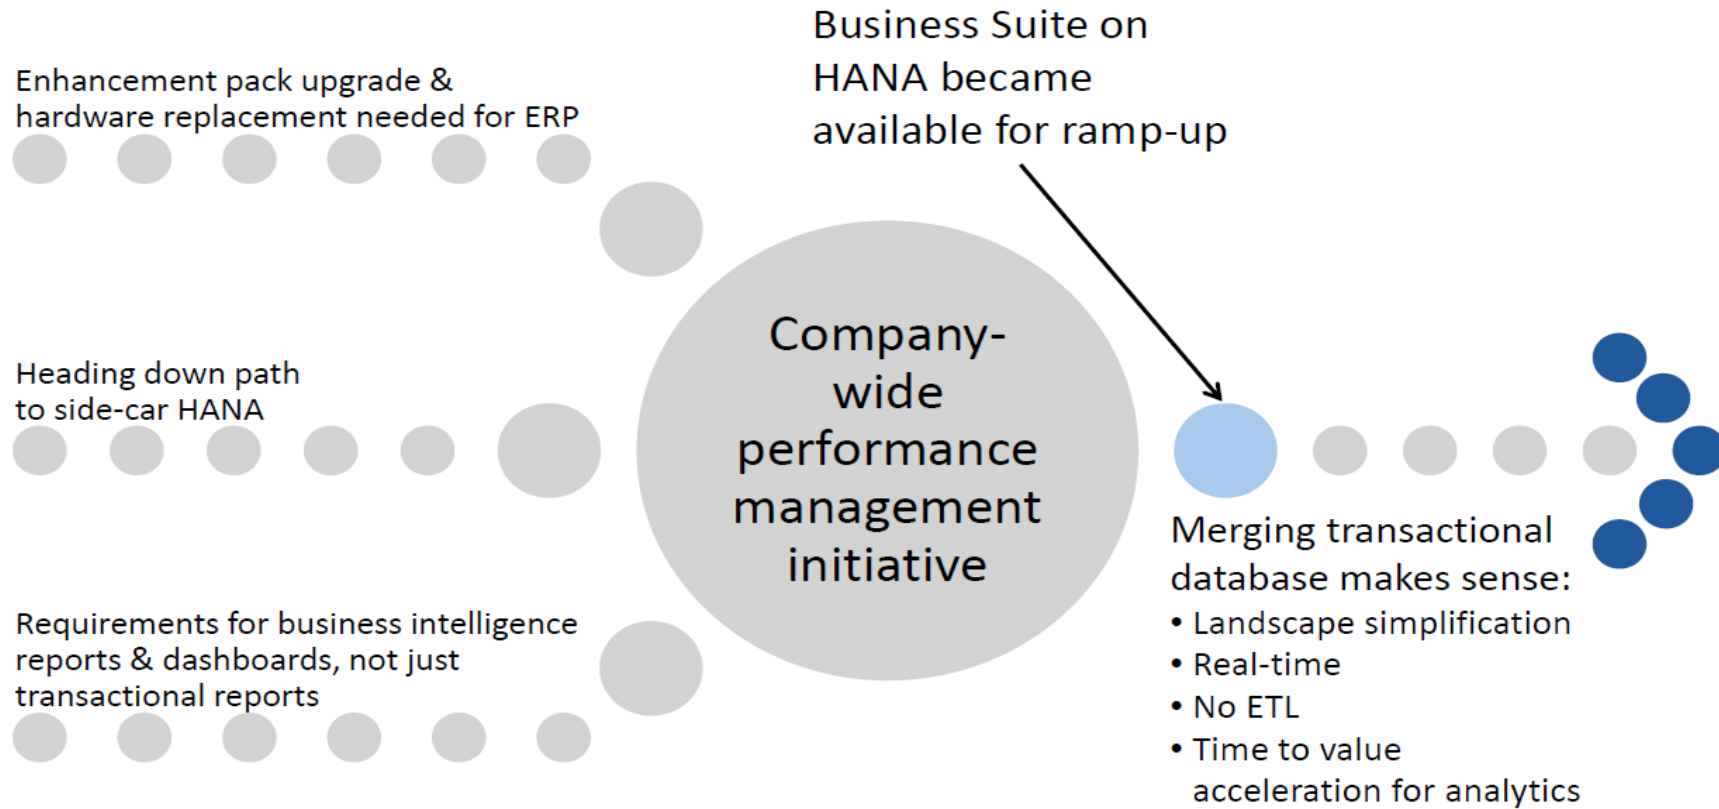 Business Suite on
HANA became
available for ramp-up
Enhancement pack upgrade &
hardware replacement needed for ERP
Heading down path
to side-car HANA
Requirements for business intelligence
reports & dashboards, not just
transactional reports
Company-
wide
performance
management
initiative
Merging transactional
database makes sense:
• Landscape simplification
• Real-time
• No ETL
• Time to value
acceleration for analytics